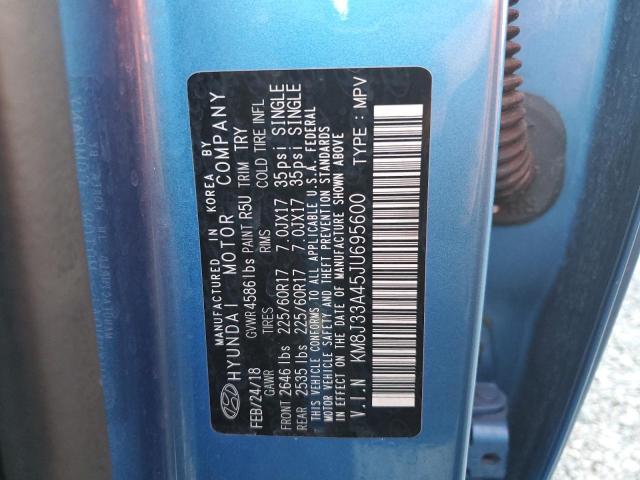 MANUFACTURED IN KOREA BY
HYUNDAI MOTOR COMPANY
FEB/24/18 GVWR 4586 lbs PAINT R5U TRIM TRY
GAWR TIRES RIMS COLD TIRE INFL
FRONT 2646 lbs 225/60R17 7.0JX17 35psi SINGLE
REAR 2535 lbs 225/60R17 7.0JX17 35psi SINGLE
THIS VEHICLE CONFORMS TO ALL APPLICABLE U.S.A. FEDERAL
MOTOR VEHICLE SAFETY AND THEFT PREVENTION STANDARDS
IN EFFECT ON THE DATE OF MANUFACTURE SHOWN ABOVE
V.I.N KM8J33A45JU695600 TYPE : MPV